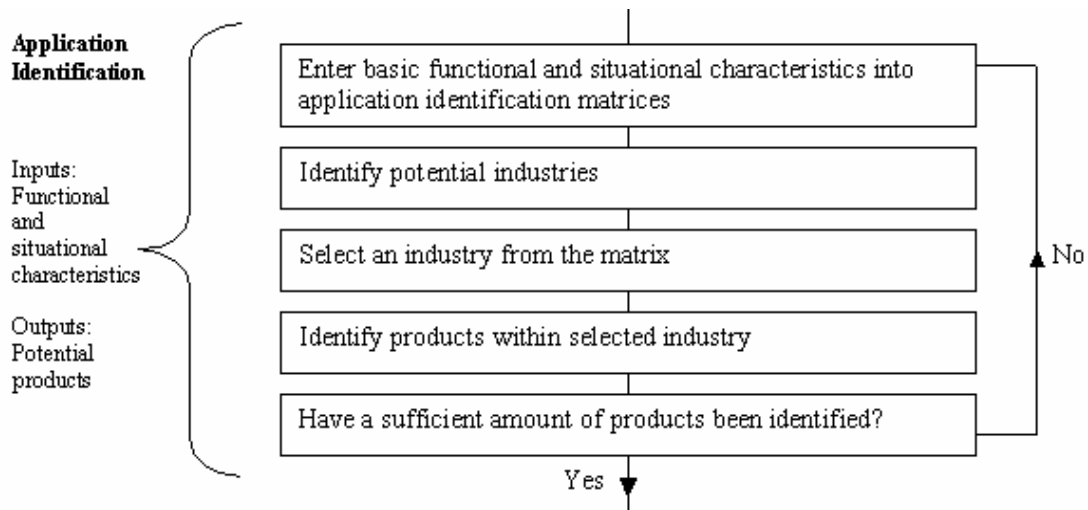 Application
Identification
Inputs:
Functional
and
situational
characteristics
Outputs:
Potential
products
Enter basic functional and situational characteristics into
application identification matrices
Identify potential industries
Select an industry from the matrix
Identify products within selected industry
Have a sufficient amount of products been identified?
No
Yes